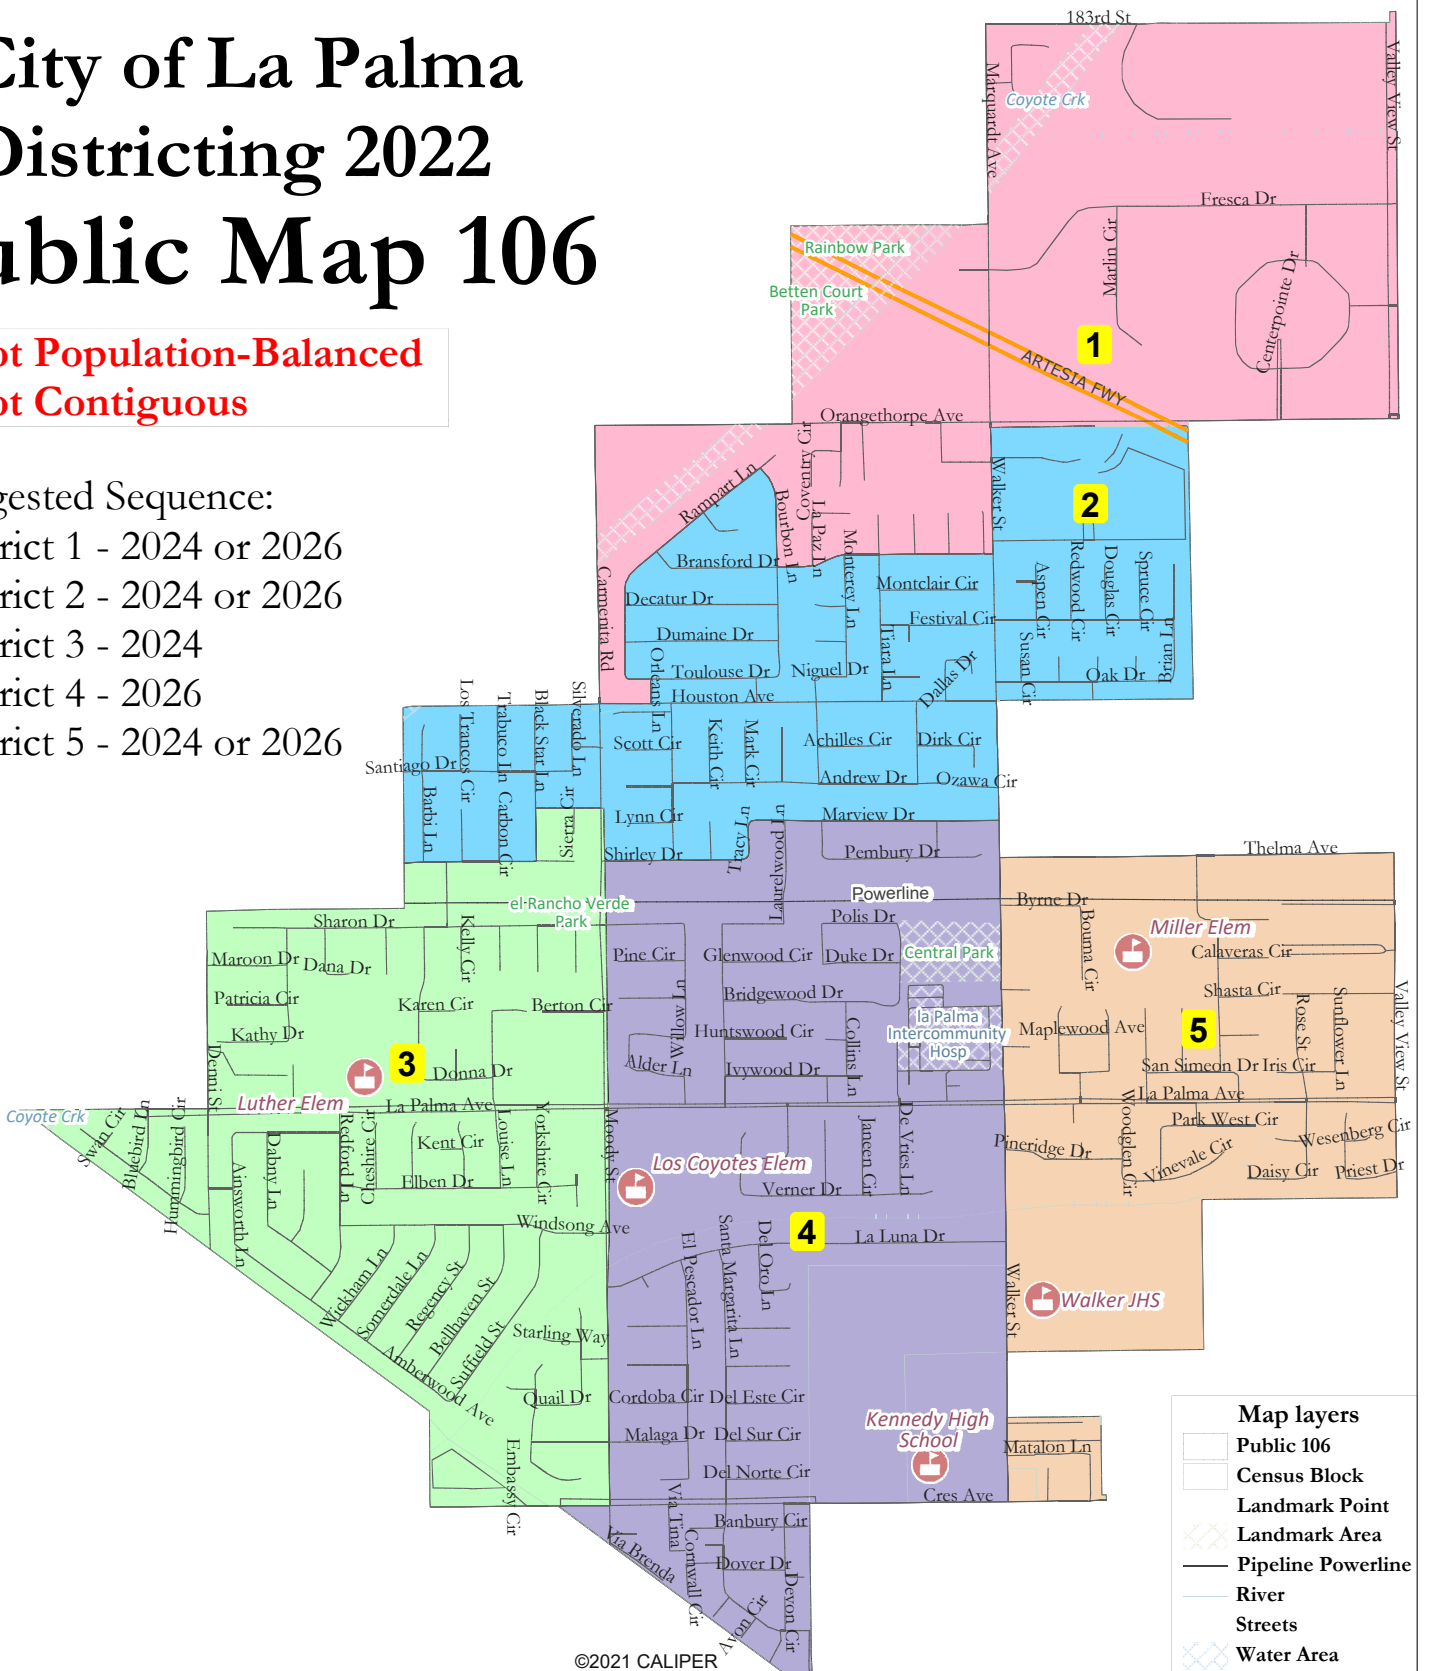 City of La Palma
Districting 2022
Public Map 106
ot Population-Balanced
ot Contiguous
gested Sequence:
rict 1 - 2024 or 2026
rict 2 - 2024 or 2026
rict 3 - 2024
rict 4 - 2026
rict 5 - 2024 or 2026
183rd St
Marquardt Ave
Coyote Crk
Valley View St
Fresca Dr
Rainbow Park
Betten Court
Park
Marlin Cir
Centerpointe Dr
1
ARTESIA FWY
Orangethorpe Ave
Rampart Ln
Coventry Cir
Bourbon Ln
La Paz Ln
Walker St
2
Monterey Ln
Bransford Dr
Montclair Cir
Aspen Cir
Redwood Cir
Douglas Cir
Spruce Cir
Carmenita Rd
Decatur Dr
Festival Cir
Dumaine Dr
Tiara Ln
Susan Cir
Brian Ln
Orleans Ln
Toulouse Dr
Niguel Dr
Dallas Dr
Oak Dr
Houston Ave
Los Trancos Cir
Trabuco Ln
Black Star Ln
Silverado Ln
Scott Cir
Keith Cir
Mark Cir
Achilles Cir
Dirk Cir
Santiago Dr
Andrew Dr
Ozawa Cir
Barbi Ln
Carbon Cir
Sierra Cir
Lynn Cir
Tracy Ln
Laurelwood Ln
Marview Dr
Shirley Dr
Pembury Dr
Thelma Ave
Powerline
Byrne Dr
el Rancho Verde
Park
Sharon Dr
Kelly Cir
Polis Dr
Bouma Cir
Miller Elem
Maroon Dr
Dana Dr
Pine Cir
Glenwood Cir
Duke Dr
Central Park
Calaveras Cir
Patricia Cir
Karen Cir
Berton Cir
Willow Ln
Bridgewood Dr
Shasta Cir
Rose St
Sunflower Ln
Valley View St
Kathy Dr
Huntswood Cir
Collins Ln
la Palma
Intercommunity
Hosp
Maplewood Ave
5
Denni St
3
Donna Dr
Alder Ln
Ivywood Dr
San Simeon Dr
Iris Cir
Luther Elem
La Palma Ave
La Palma Ave
Coyote Crk
Swan Cir
Bluebird Ln
Hummingbird Cir
Redford Ln
Cheshire Cir
Kent Cir
Louise Ln
Yorkshire Cir
Moody St
Janeen Cir
De Vries Ln
Woodglen Cir
Park West Cir
Pineridge Dr
Wesenberg Cir
Ainsworth Ln
Dabny Ln
Los Coyotes Elem
Vinevale Cir
Daisy Cir
Priest Dr
Elben Dr
Verner Dr
Windsong Ave
4
La Luna Dr
Wickham Ln
Somerdale Ln
Regency St
Bellhaven St
Suffield St
El Pescador Ln
Santa Margarita Ln
Del Oro Ln
Walker St
Walker JHS
Starling Way
Amberwood Ave
Quail Dr
Cordoba Cir
Del Este Cir
Kennedy High
School
Malaga Dr
Del Sur Cir
Matalon Ln
Embassy Cir
Del Norte Cir
Cres Ave
Via Tina
Banbury Cir
Via Brenda
Cornwall Cir
Dover Dr
Devon Cir
Avon Cir
©2021 CALIPER
Map layers
Public 106
Census Block
Landmark Point
Landmark Area
Pipeline Powerline
River
Streets
Water Area